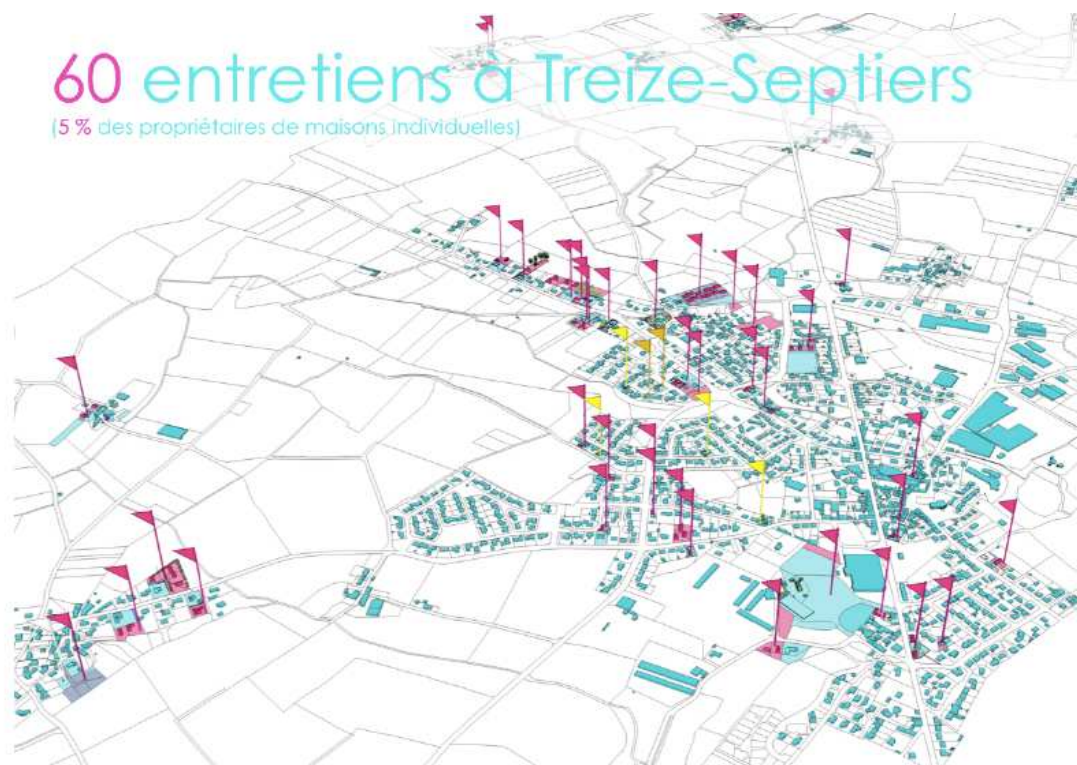 60 entretiens à Treize-Septiers
(5 % des propriétaires de maisons individuelles)